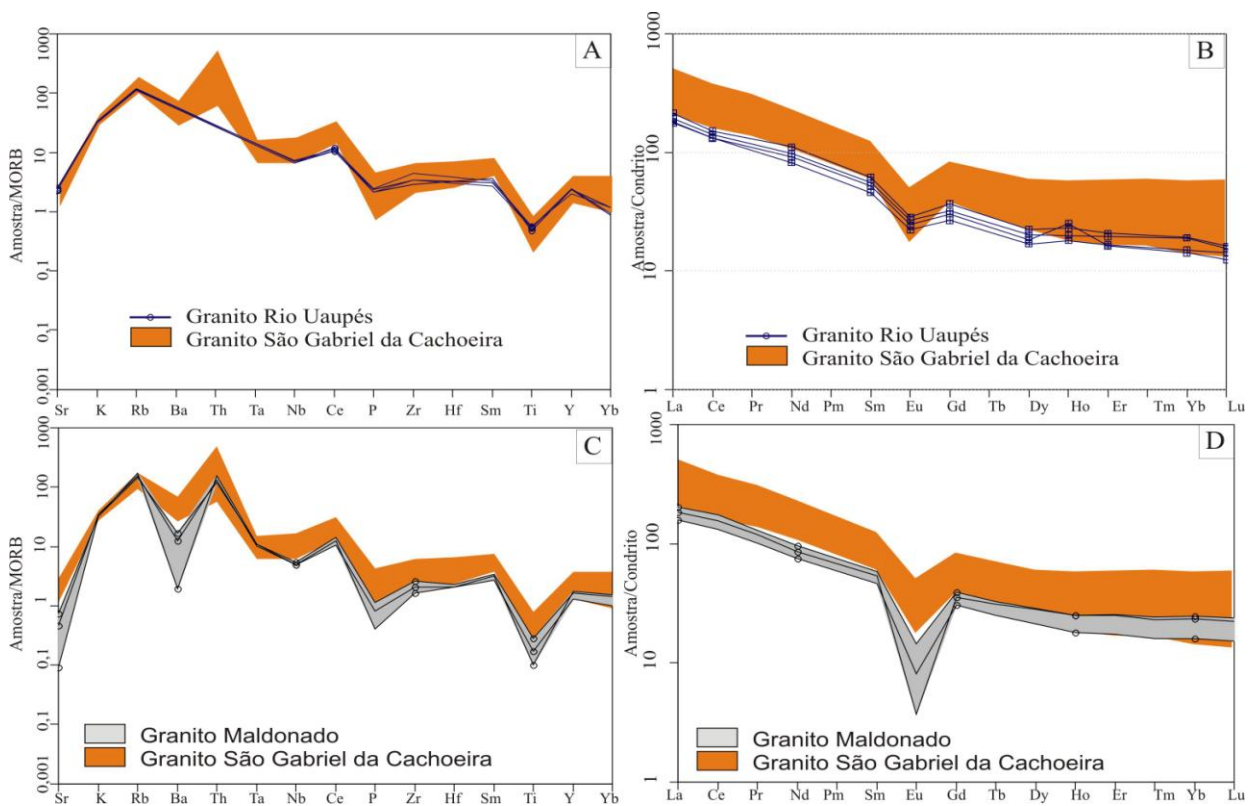 A
1000
100
10
1
0,1
0,1
0,001
Amostra/MORB
Granito Rio Uaupés
Granito São Gabriel da Cachoeira
Sr K Rb Ba Th Ta Nb Ce P Zr Hf Sm Ti Y Yb
B
1000
100
10
1
Amostra/Condrito
Granito Rio Uaupés
Granito São Gabriel da Cachoeira
La Ce Pr Nd Pm Sm Eu Gd Tb Dy Ho Er Tm Yb Lu
C
1000
100
10
1
0,1
0,1
0,001
Amostra/MORB
Granito Maldonado
Granito São Gabriel da Cachoeira
Sr K Rb Ba Th Ta Nb Ce P Zr Hf Sm Ti Y Yb
D
1000
100
10
1
Amostra/Condrito
Granito Maldonado
Granito São Gabriel da Cachoeira
La Ce Pr Nd Pm Sm Eu Gd Tb Dy Ho Er Tm Yb Lu